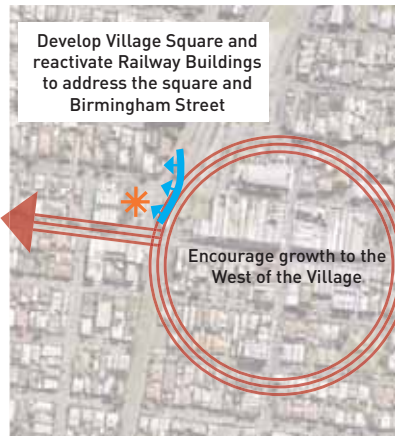 Develop Village Square and
reactivate Railway Buildings
to address the square and
Birmingham Street
Encourage growth to the
West of the Village